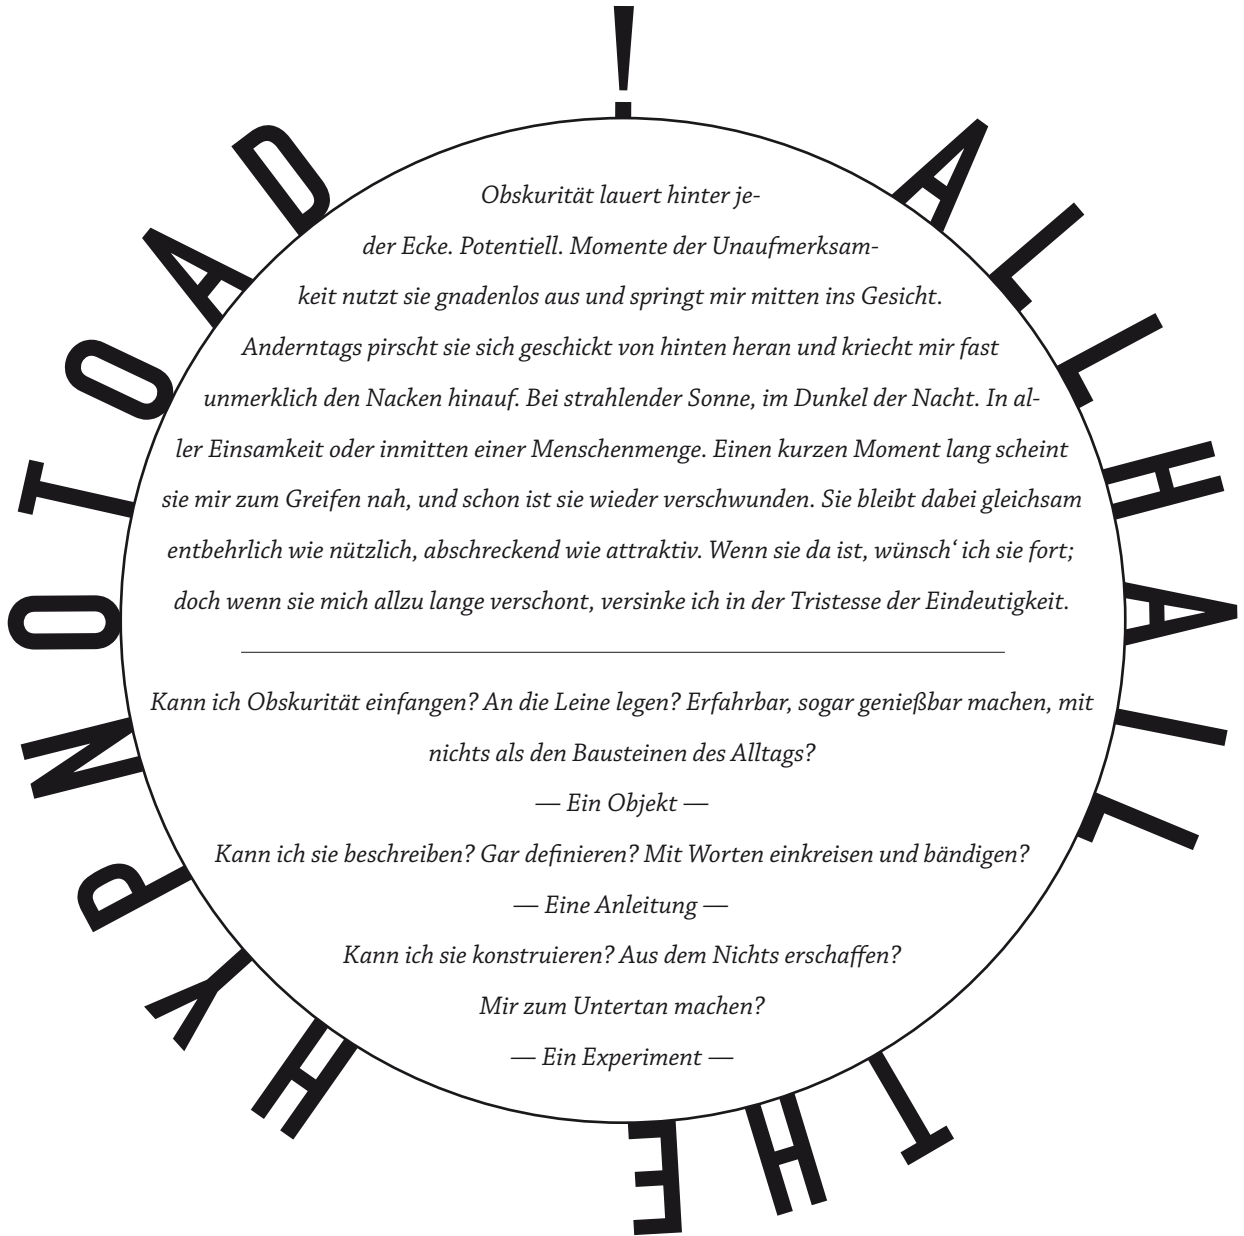 ALL HAIL THE HYPNOTOAD!
Obskurität lauert hinter je-
der Ecke. Potentiell. Momente der Unaufmerksam-
keit nutzt sie gnadenlos aus und springt mir mitten ins Gesicht.
Anderntags pirscht sie sich geschickt von hinten heran und kriecht mir fast
unmerklich den Nacken hinauf. Bei strahlender Sonne, im Dunkel der Nacht. In al-
ler Einsamkeit oder inmitten einer Menschenmenge. Einen kurzen Moment lang scheint
sie mir zum Greifen nah, und schon ist sie wieder verschwunden. Sie bleibt dabei gleichsam
entbehrlich wie nützlich, abschreckend wie attraktiv. Wenn sie da ist, wünsch‘ ich sie fort;
doch wenn sie mich allzu lange verschont, versinke ich in der Tristesse der Eindeutigkeit.
Kann ich Obskurität einfangen? An die Leine legen? Erfahrbar, sogar genießbar machen, mit
nichts als den Bausteinen des Alltags?
— Ein Objekt —
Kann ich sie beschreiben? Gar definieren? Mit Worten einkreisen und bändigen?
— Eine Anleitung —
Kann ich sie konstruieren? Aus dem Nichts erschaffen?
Mir zum Untertan machen?
— Ein Experiment —